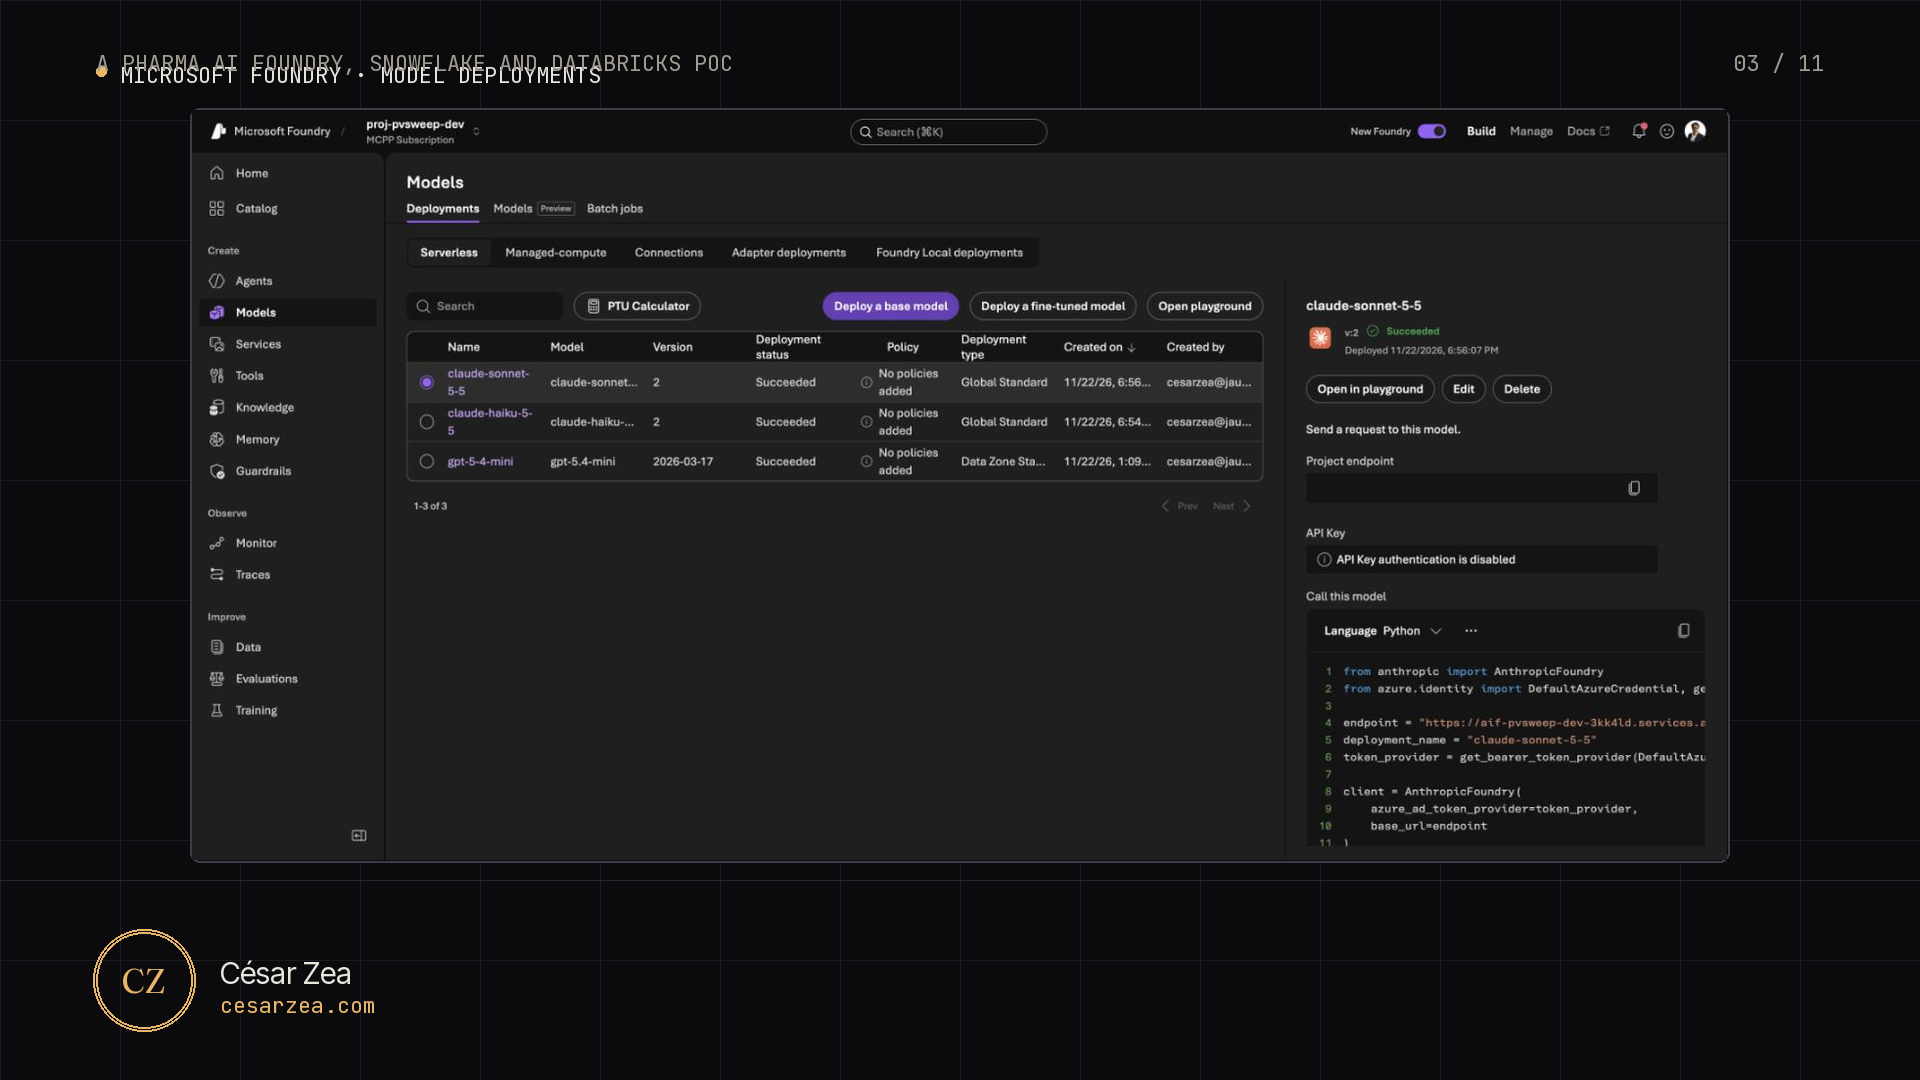 A PHARMA AI FOUNDRY, SNOWFLAKE AND DATABRICKS POC
MICROSOFT FOUNDRY · MODEL DEPLOYMENTS
03 / 11
Microsoft Foundry /
proj-pvsweep-dev
MCPP Subscription
Search (⌘K)
New Foundry
Build
Manage
Docs
Home
Catalog
Create
Agents
Models
Services
Tools
Knowledge
Memory
Guardrails
Observe
Monitor
Traces
Improve
Data
Evaluations
Training
Models
Deployments Models Preview Batch jobs
Serverless Managed-compute Connections Adapter deployments Foundry Local deployments
Search PTU Calculator Deploy a base model Deploy a fine-tuned model Open playground
Name Model Version Deployment status Policy Deployment type Created on ↓ Created by
claude-sonnet-5-5 claude-sonnet... 2 Succeeded No policies added Global Standard 11/22/26, 6:56... cesarzea@jau...
claude-haiku-5-5 claude-haiku-... 2 Succeeded No policies added Global Standard 11/22/26, 6:54... cesarzea@jau...
gpt-5-4-mini gpt-5.4-mini 2026-03-17 Succeeded No policies added Data Zone Sta... 11/22/26, 1:09... cesarzea@jau...
1-3 of 3
Prev Next
claude-sonnet-5-5
v:2 Succeeded
Deployed 11/22/2026, 6:56:07 PM
Open in playground Edit Delete
Send a request to this model.
Project endpoint
API Key
API Key authentication is disabled
Call this model
Language Python ...
1 from anthropic import AnthropicFoundry
2 from azure.identity import DefaultAzureCredential, ge
3
4 endpoint = "https://aif-pvsweep-dev-3kk4ld.services.a
5 deployment_name = "claude-sonnet-5-5"
6 token_provider = get_bearer_token_provider(DefaultAzu
7
8 client = AnthropicFoundry(
9 azure_ad_token_provider=token_provider,
10 base_url=endpoint
11 )
CZ
César Zea
cesarzea.com